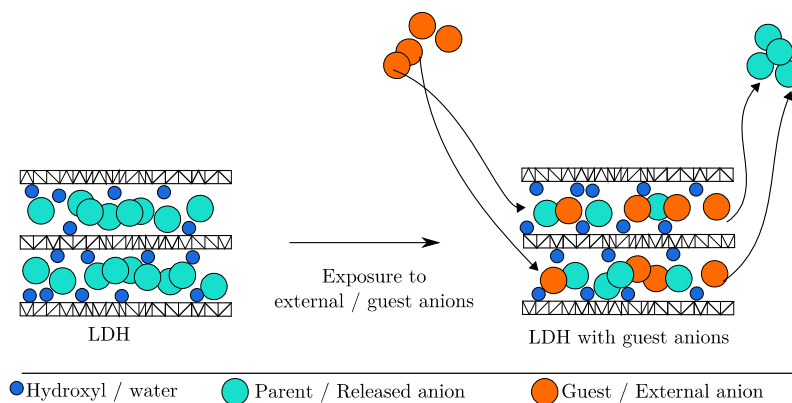 LDH
Exposure to
external / guest anions
LDH with guest anions
Hydroxyl / water
Parent / Released anion
Guest / External anion